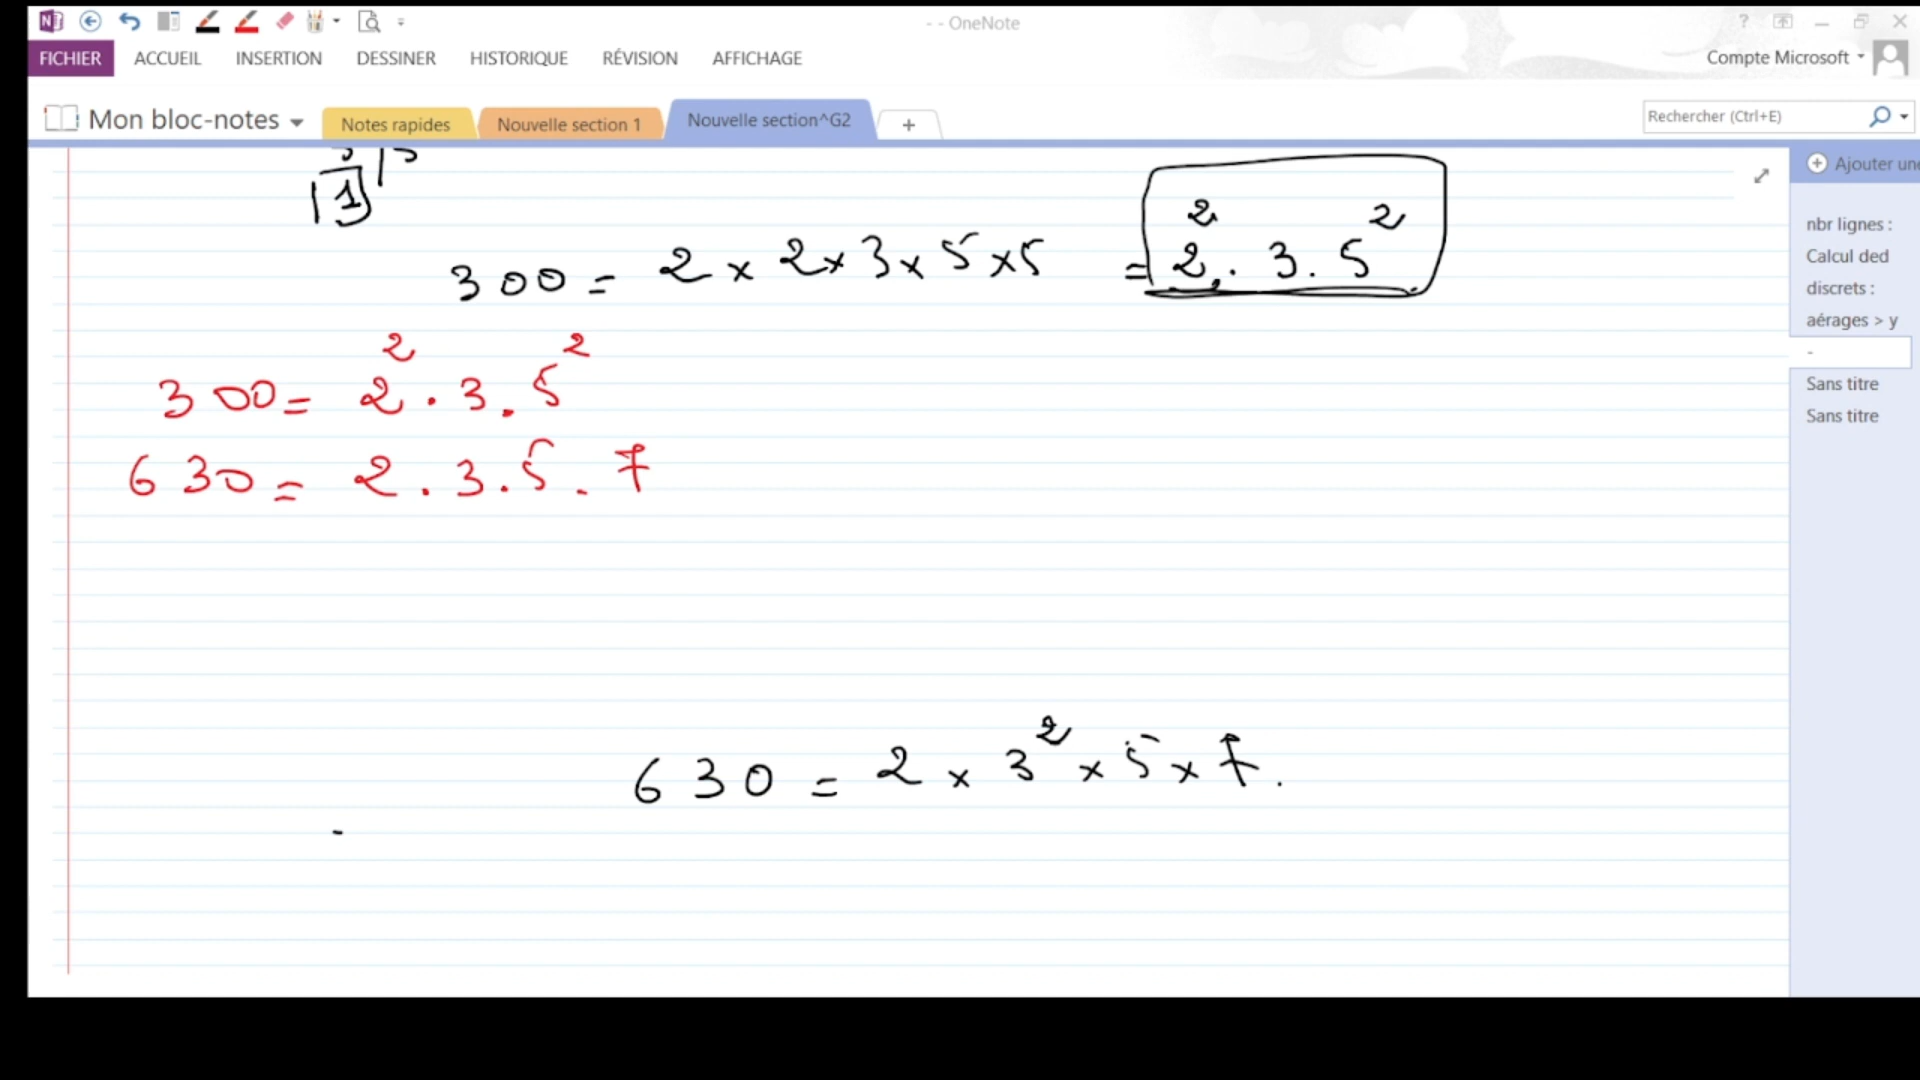 - - OneNote
?
FICHIER ACCUEIL INSERTION DESSINER HISTORIQUE RÉVISION AFFICHAGE
Compte Microsoft
Mon bloc-notes
Notes rapides
Nouvelle section 1
Nouvelle section^G2
+
Rechercher (Ctrl+E)
Ajouter une
nbr lignes :
Calcul ded
discrets :
aérages > y
-
Sans titre
Sans titre
1
300 = 2 × 2 × 3 × 5 × 5 = 2². 3. 5²
300 = 2² . 3 . 5²
630 = 2 . 3 . 5 . 7
630 = 2 × 3² × 5 × 7 .
-